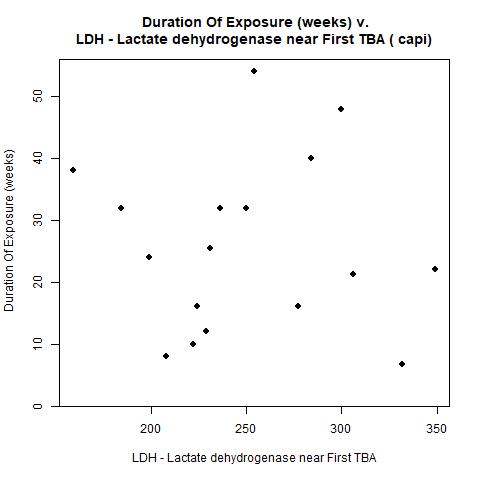 Duration Of Exposure (weeks) v.
LDH - Lactate dehydrogenase near First TBA ( capi)
Duration Of Exposure (weeks)
50
40
30
20
10
0
200 250 300 350
LDH - Lactate dehydrogenase near First TBA